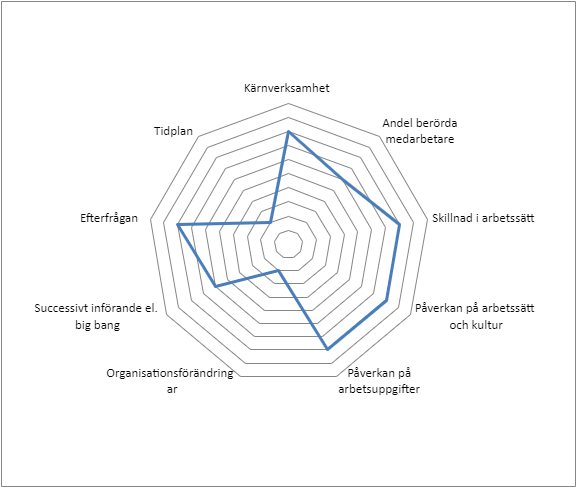 Kärnverksamhet
Andel berörda
medarbetare
Skillnad i arbetssätt
Påverkan på arbetssätt
och kultur
Påverkan på
arbetsuppgifter
Organisationsförändring
ar
Successivt införande el.
big bang
Efterfrågan
Tidplan